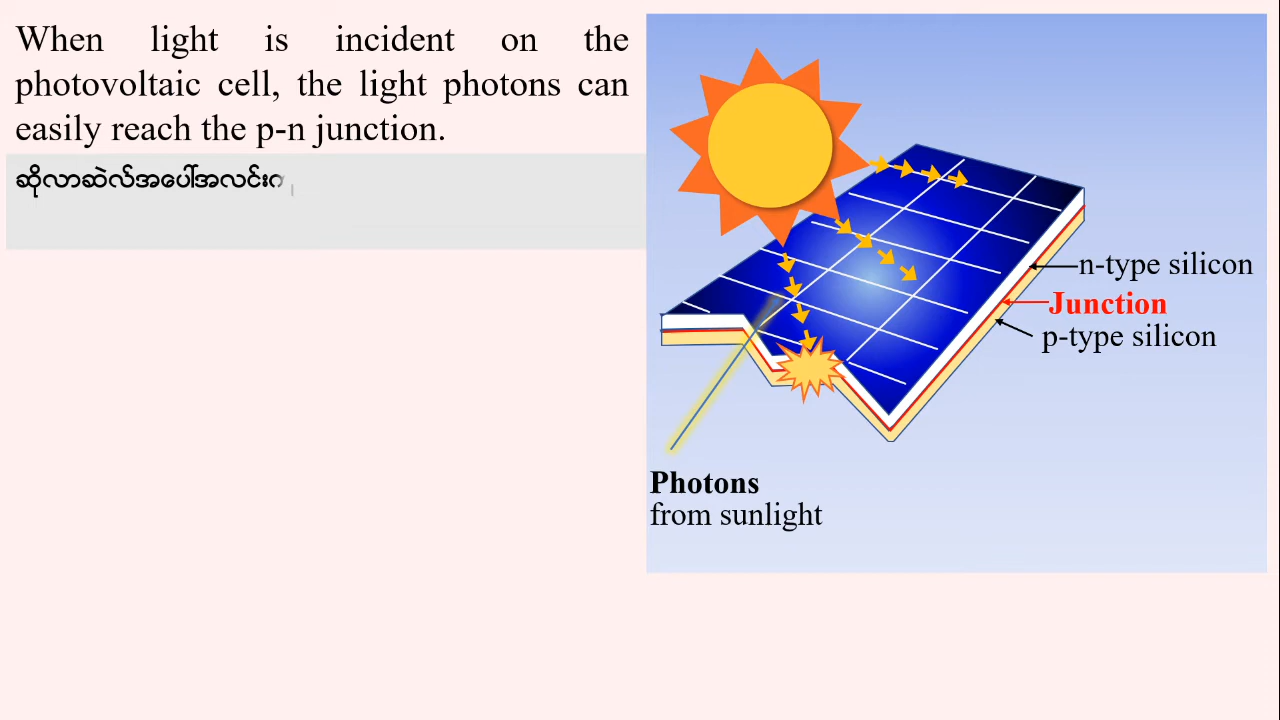 When light is incident on the
photovoltaic cell, the light photons can
easily reach the p-n junction.
ဆိုလာဆဲလ်အပေါ်အလင်းက
n-type silicon
Junction
p-type silicon
Photons
from sunlight